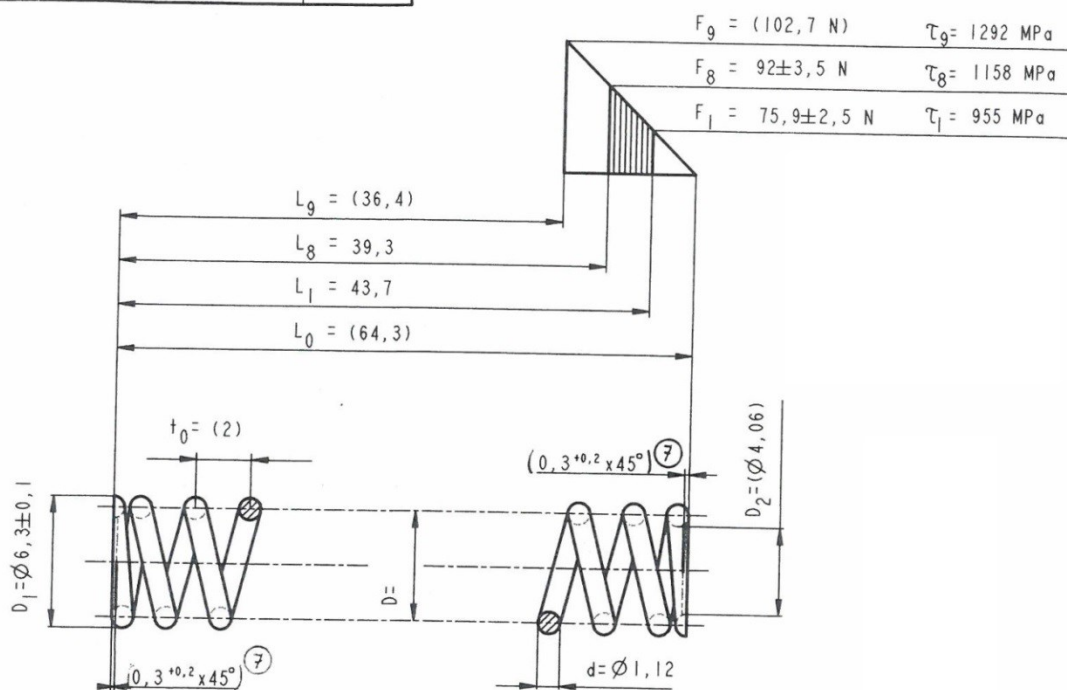 F9 = (102,7 N) τ9= 1292 MPa
F8 = 92±3,5 N τ8= 1158 MPa
F1 = 75,9±2,5 N τ1= 955 MPa
L9 = (36,4)
L8 = 39,3
L1 = 43,7
L0 = (64,3)
t0= (2)
(0,3+0,2 x45°) 7
D2=(Ø4,06)
D1=Ø6,3±0,1
D=
(0,3+0,2 x45°) 7
d=Ø1,12